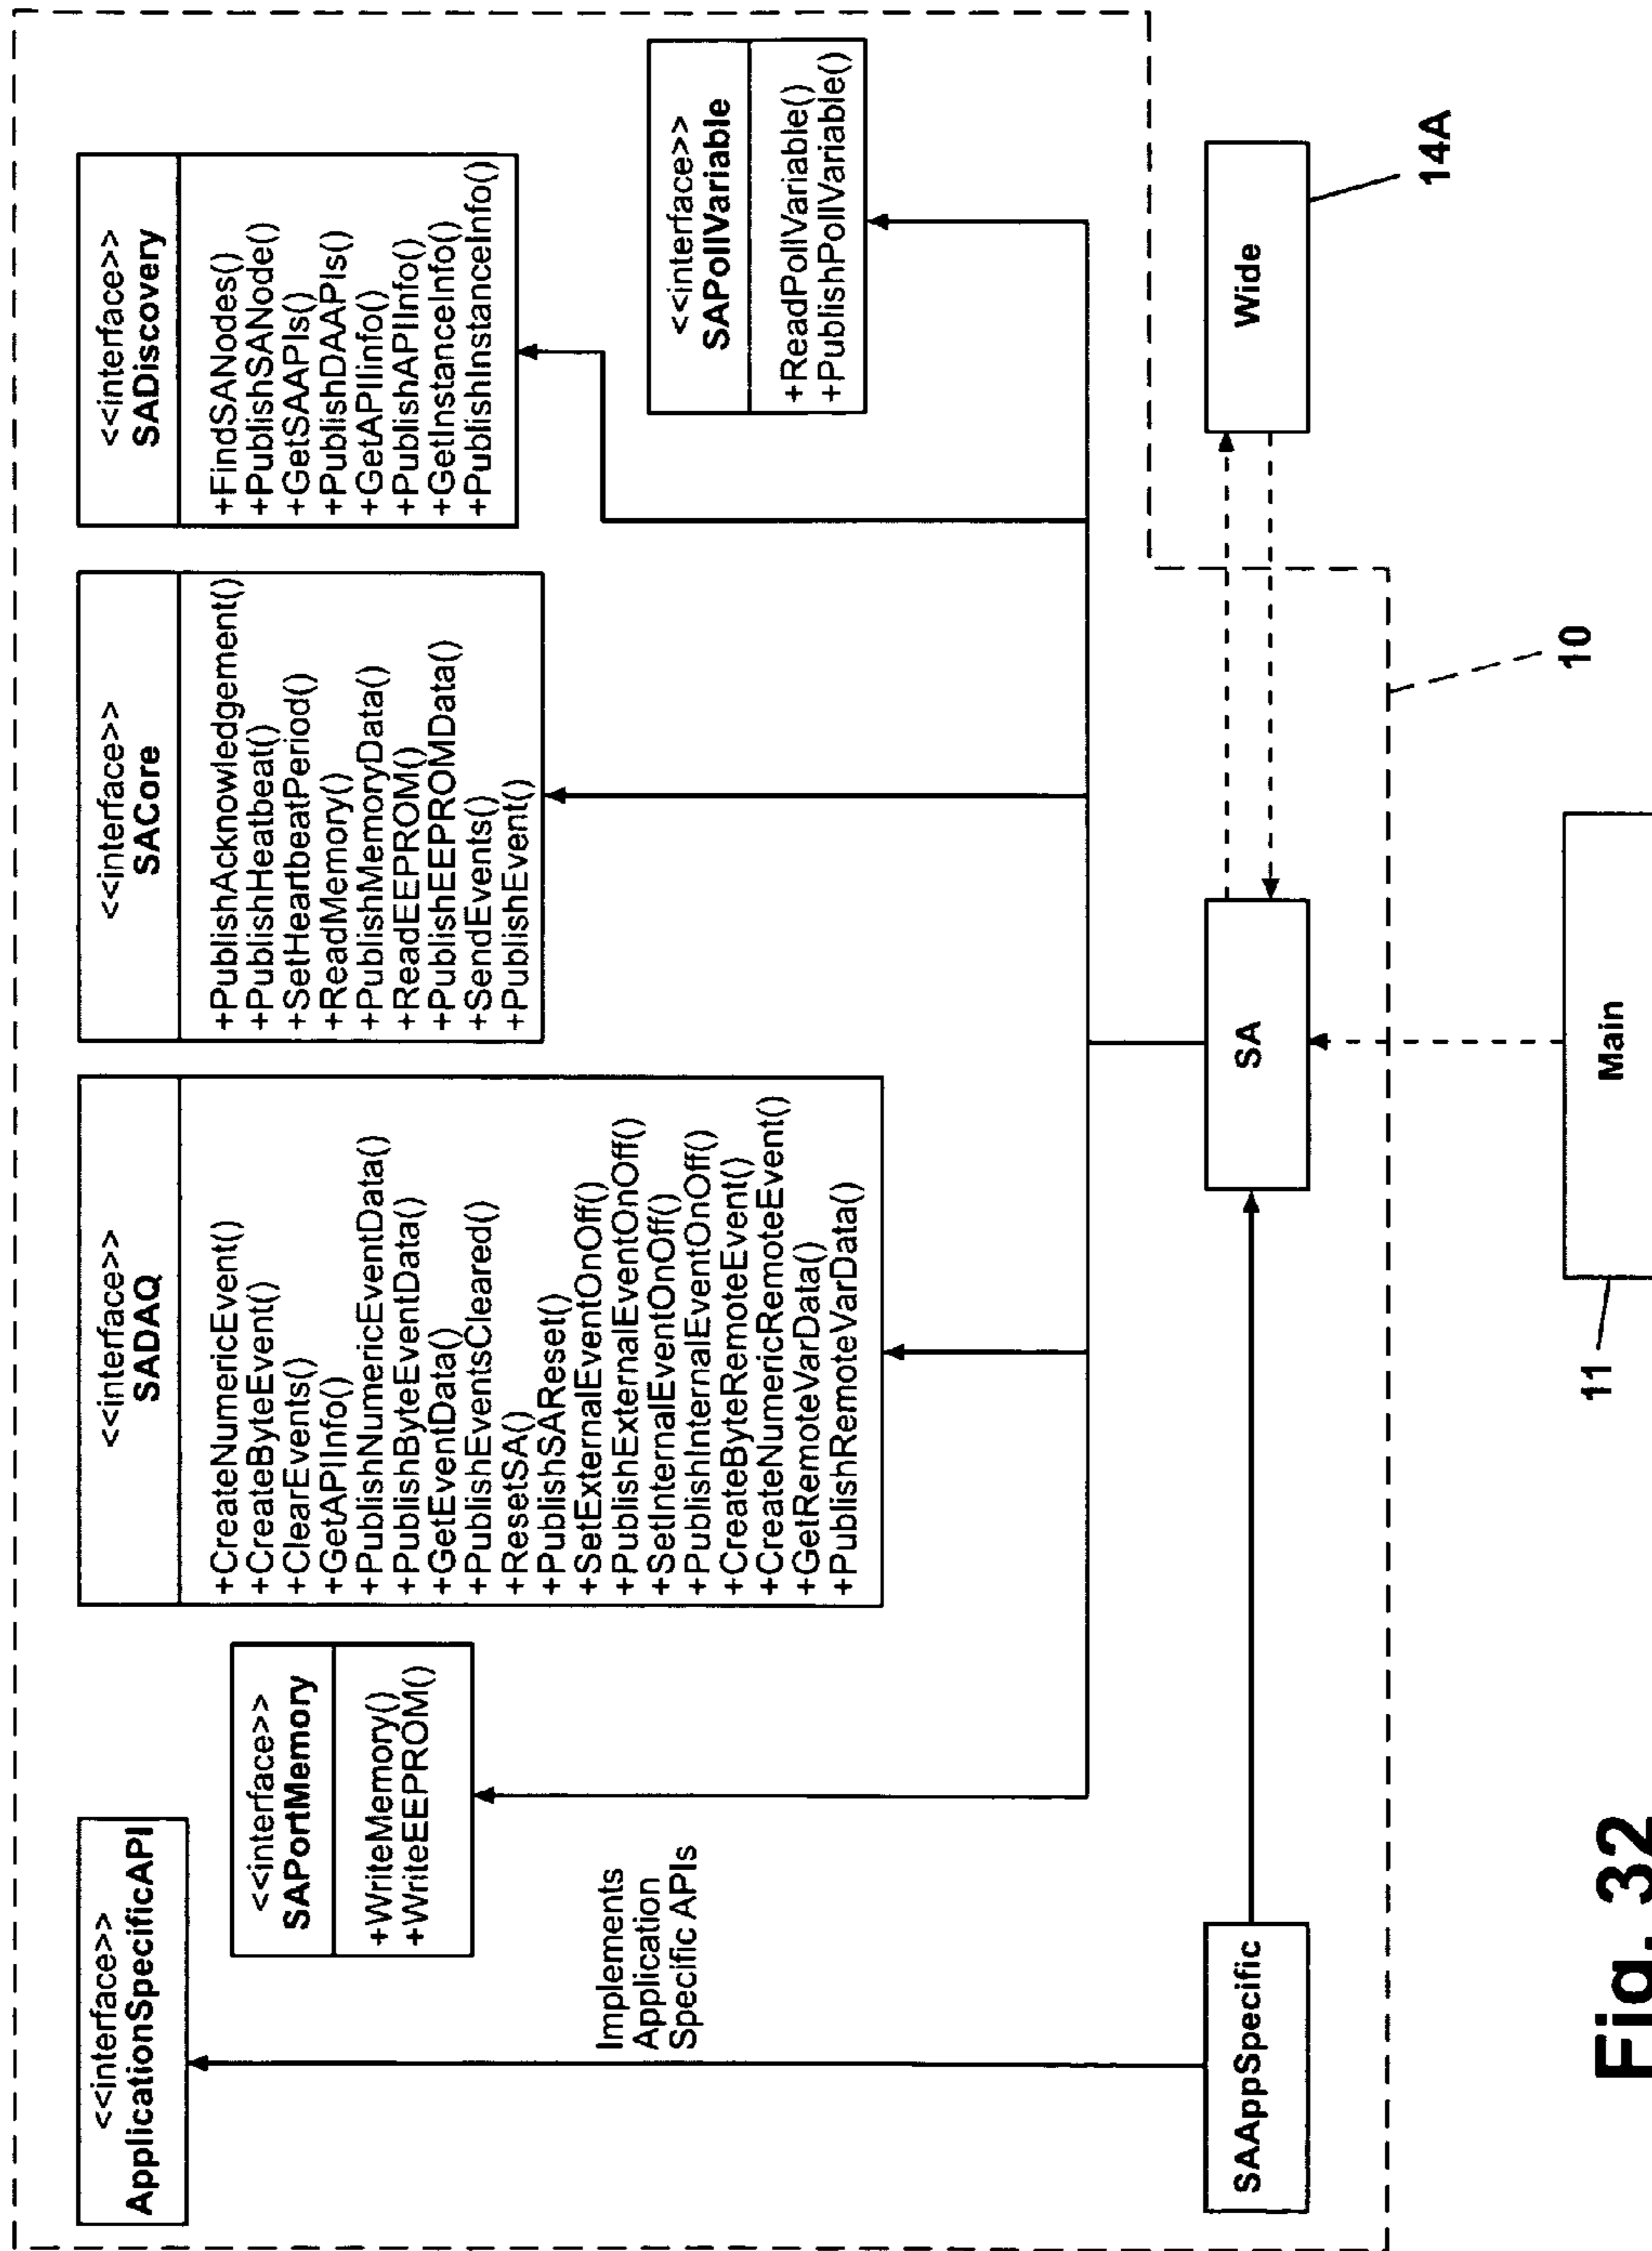 <<interface>>
ApplicationSpecificAPI
<<interface>>
SAPortMemory
+WriteMemory()
+WriteEEPROM()
Implements
Application
Specific APIs
<<interface>>
SADAQ
+CreateNumericEvent()
+CreateByteEvent()
+ClearEvents()
+GetAPIInfo()
+PublishNumericEventData()
+PublishByteEventData()
+GetEventData()
+PublishEventsCleared()
+ResetSA()
+PublishSAReset()
+SetExternalEventOnOff()
+PublishExternalEventOnOff()
+SetInternalEventOnOff()
+PublishInternalEventOnOff()
+CreateByteRemoteEvent()
+CreateNumericRemoteEvent()
+GetRemoteVarData()
+PublishRemoteVarData()
<<interface>>
SACore
+PublishAcknowledgement()
+PublishHeatbeat()
+SetHeartbeatPeriod()
+ReadMemory()
+PublishMemoryData()
+ReadEEPROM()
+PublishEEPROMData()
+SendEvents()
+PublishEvent()
<<interface>>
SADiscovery
+FindSANodes()
+PublishSANode()
+GetSAAPIs()
+PublishDAAPIs()
+GetAPIinfo()
+PublishAPIInfo()
+GetInstanceInfo()
+PublishInstanceInfo()
<<interface>>
SAPollVariable
+ReadPollVariable()
+PublishPollVariable()
SAAppSpecific
SA
Wide
14A
10
Main
11
Fig. 32